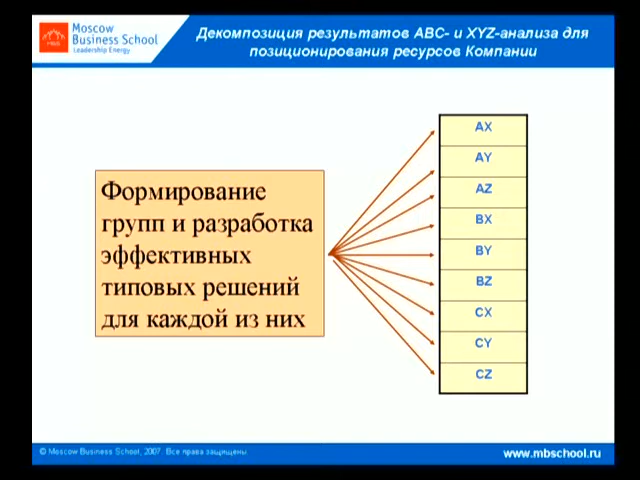 Moscow
Business School
Leadership Energy
Декомпозиция результатов ABC- и XYZ-анализа для
позиционирования ресурсов Компании
Формирование
групп и разработка
эффективных
типовых решений
для каждой из них
AX
AY
AZ
BX
BY
BZ
CX
CY
CZ
© Moscow Business School, 2007. Все права защищены.
www.mbschool.ru